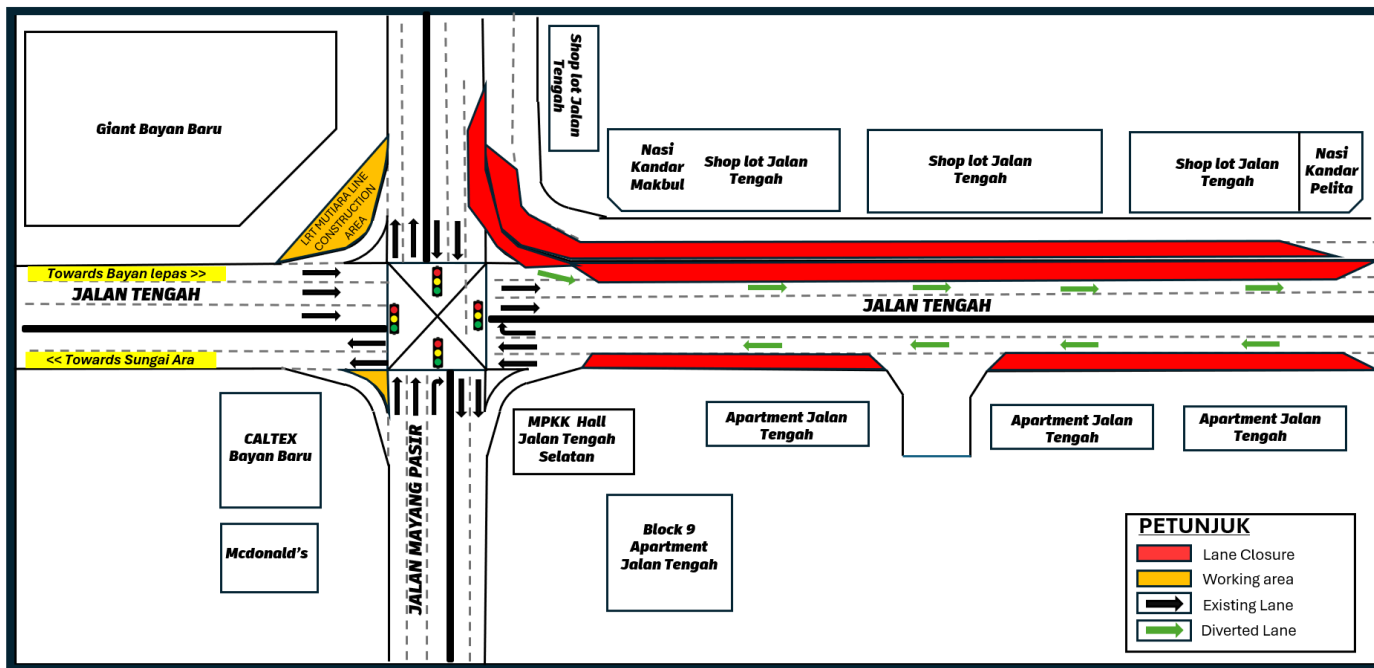 Giant Bayan Baru
LRT MUTIARA LINE
CONSTRUCTION
AREA
Shop lot Jalan
Tengah
Nasi
Kandar
Makbul
Shop lot Jalan
Tengah
Shop lot Jalan
Tengah
Shop lot Jalan
Tengah
Nasi
Kandar
Pelita
Towards Bayan lepas >>
JALAN TENGAH
JALAN TENGAH
<< Towards Sungai Ara
CALTEX
Bayan Baru
Mcdonald's
JALAN MAYANG PASIR
MPKK Hall
Jalan Tengah
Selatan
Apartment Jalan
Tengah
Apartment Jalan
Tengah
Apartment Jalan
Tengah
Block 9
Apartment
Jalan Tengah
PETUNJUK
Lane Closure
Working area
Existing Lane
Diverted Lane